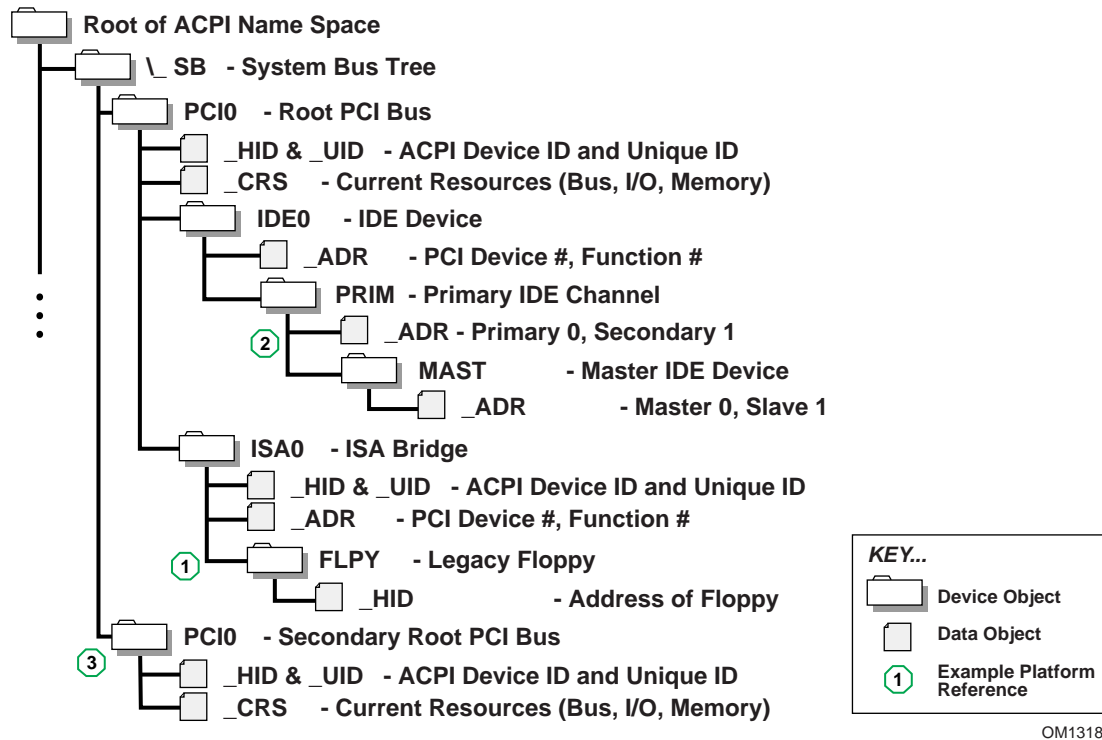 Root of ACPI Name Space
\_ SB - System Bus Tree
PCI0 - Root PCI Bus
_HID & _UID - ACPI Device ID and Unique ID
_CRS - Current Resources (Bus, I/O, Memory)
IDE0 - IDE Device
_ADR - PCI Device #, Function #
PRIM - Primary IDE Channel
2
_ADR - Primary 0, Secondary 1
MAST - Master IDE Device
_ADR - Master 0, Slave 1
ISA0 - ISA Bridge
_HID & _UID - ACPI Device ID and Unique ID
_ADR - PCI Device #, Function #
1
FLPY - Legacy Floppy
_HID - Address of Floppy
3
PCI0 - Secondary Root PCI Bus
_HID & _UID - ACPI Device ID and Unique ID
_CRS - Current Resources (Bus, I/O, Memory)
KEY...
Device Object
Data Object
1
Example Platform
Reference
OM1318